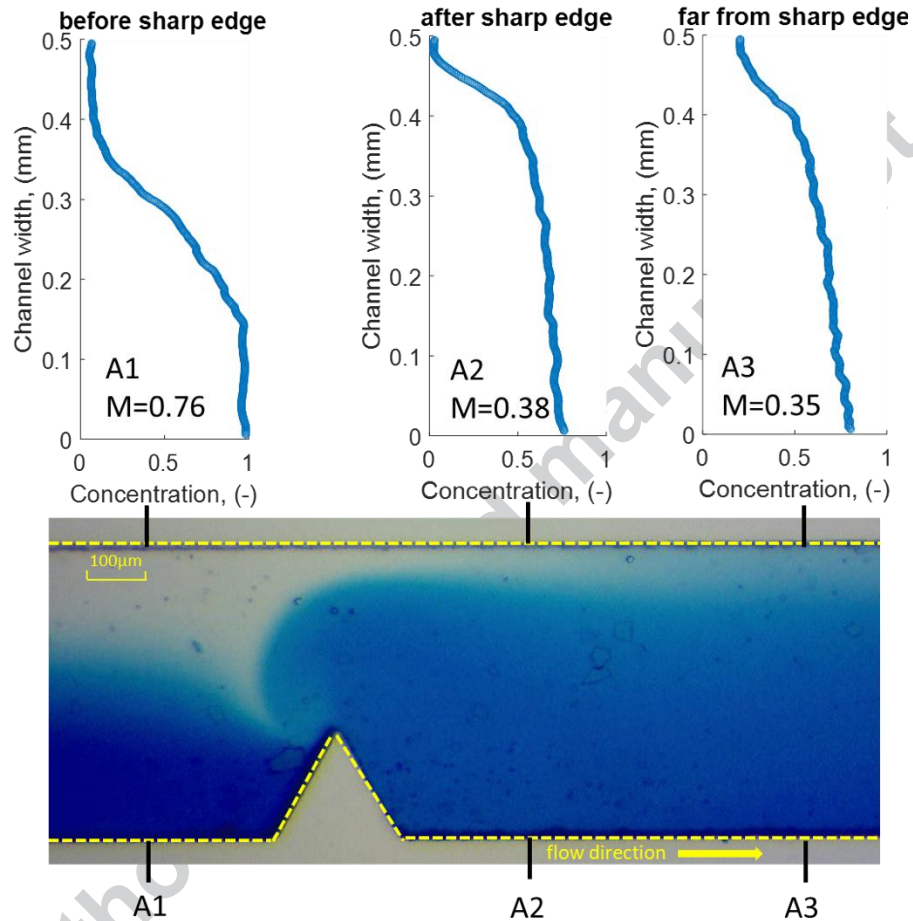 before sharp edge
0.5
0.4
0.3
0.2
0.1
0
Channel width, (mm)
A1
M=0.76
0
0.5
1
Concentration, (-)
after sharp edge
0.5
0.4
0.3
0.2
0.1
0
Channel width, (mm)
A2
M=0.38
0
0.5
1
Concentration, (-)
far from sharp edge
0.5
0.4
0.3
0.2
0.1
0
Channel width, (mm)
A3
M=0.35
0
0.5
1
Concentration, (-)
100µm
flow direction
A1
A2
A3